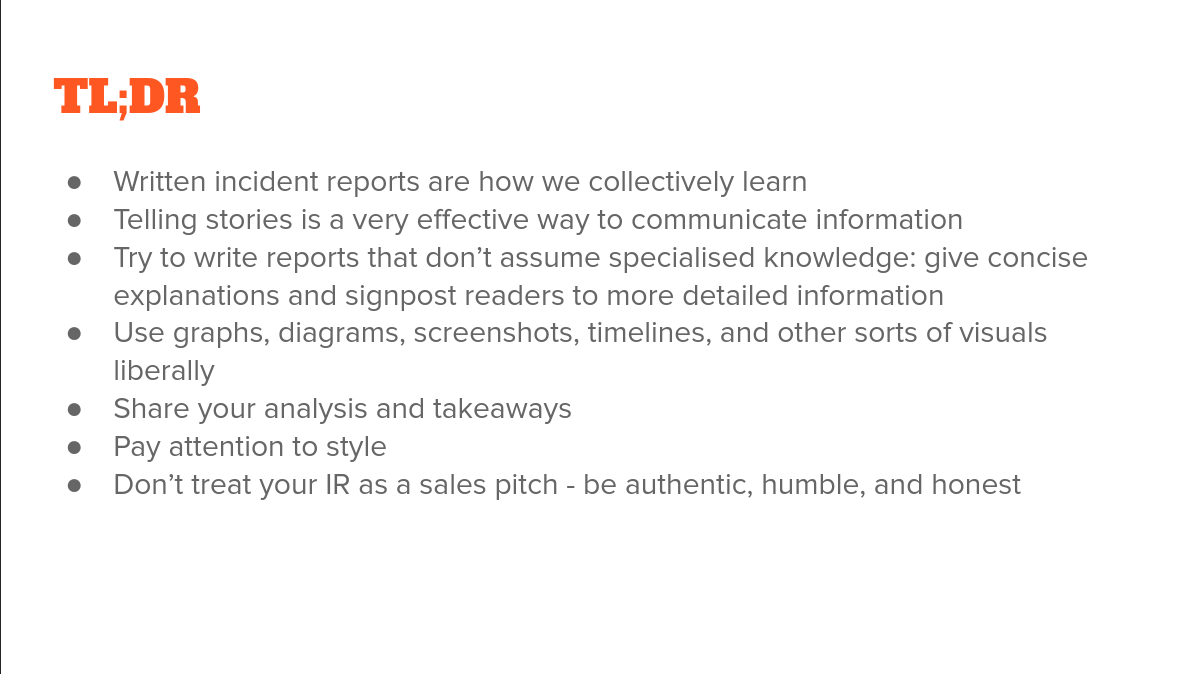 TL;DR
● Written incident reports are how we collectively learn
● Telling stories is a very effective way to communicate information
● Try to write reports that don’t assume specialised knowledge: give concise
explanations and signpost readers to more detailed information
● Use graphs, diagrams, screenshots, timelines, and other sorts of visuals
liberally
● Share your analysis and takeaways
● Pay attention to style
● Don’t treat your IR as a sales pitch - be authentic, humble, and honest